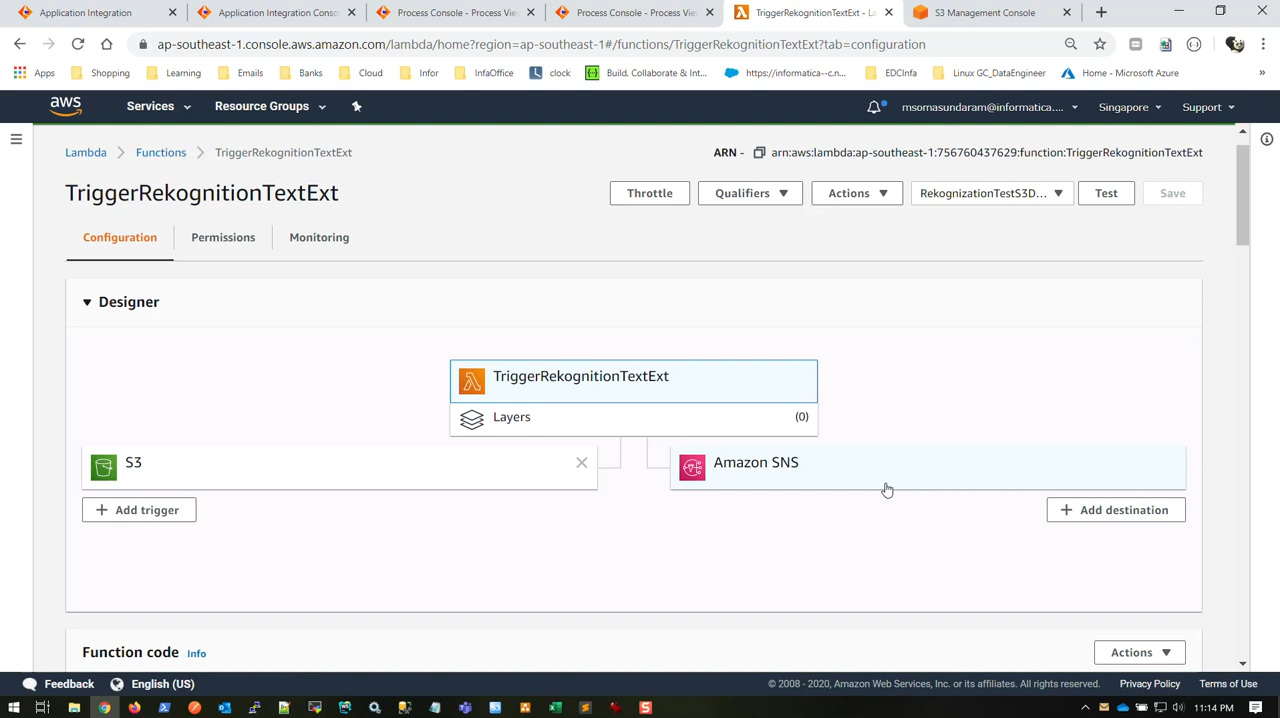 Application Integration
Application Integration Conso
Process Console - Process Vie
Process Console - Process Vie
TriggerRekognitionTextExt - La
S3 Management Console
ap-southeast-1.console.aws.amazon.com/lambda/home?region=ap-southeast-1#/functions/TriggerRekognitionTextExt?tab=configuration
Apps
Shopping
Learning
Emails
Banks
Cloud
Infor
InfaOffice
clock
Build, Collaborate & Int...
https://informatica--c.n...
EDCInfa
Linux GC_DataEngineer
Home - Microsoft Azure
»
aws
Services
Resource Groups
msomasundaram@informatica....
Singapore
Support
Lambda
Functions
TriggerRekognitionTextExt
ARN - arn:aws:lambda:ap-southeast-1:756760437629:function:TriggerRekognitionTextExt
TriggerRekognitionTextExt
Throttle
Qualifiers
Actions
RekognizationTestS3D...
Test
Save
Configuration
Permissions
Monitoring
Designer
TriggerRekognitionTextExt
Layers
(0)
S3
Amazon SNS
+ Add trigger
+ Add destination
Function code
Info
Actions
Feedback
English (US)
© 2008 - 2020, Amazon Web Services, Inc. or its affiliates. All rights reserved.
Privacy Policy
Terms of Use
11:14 PM